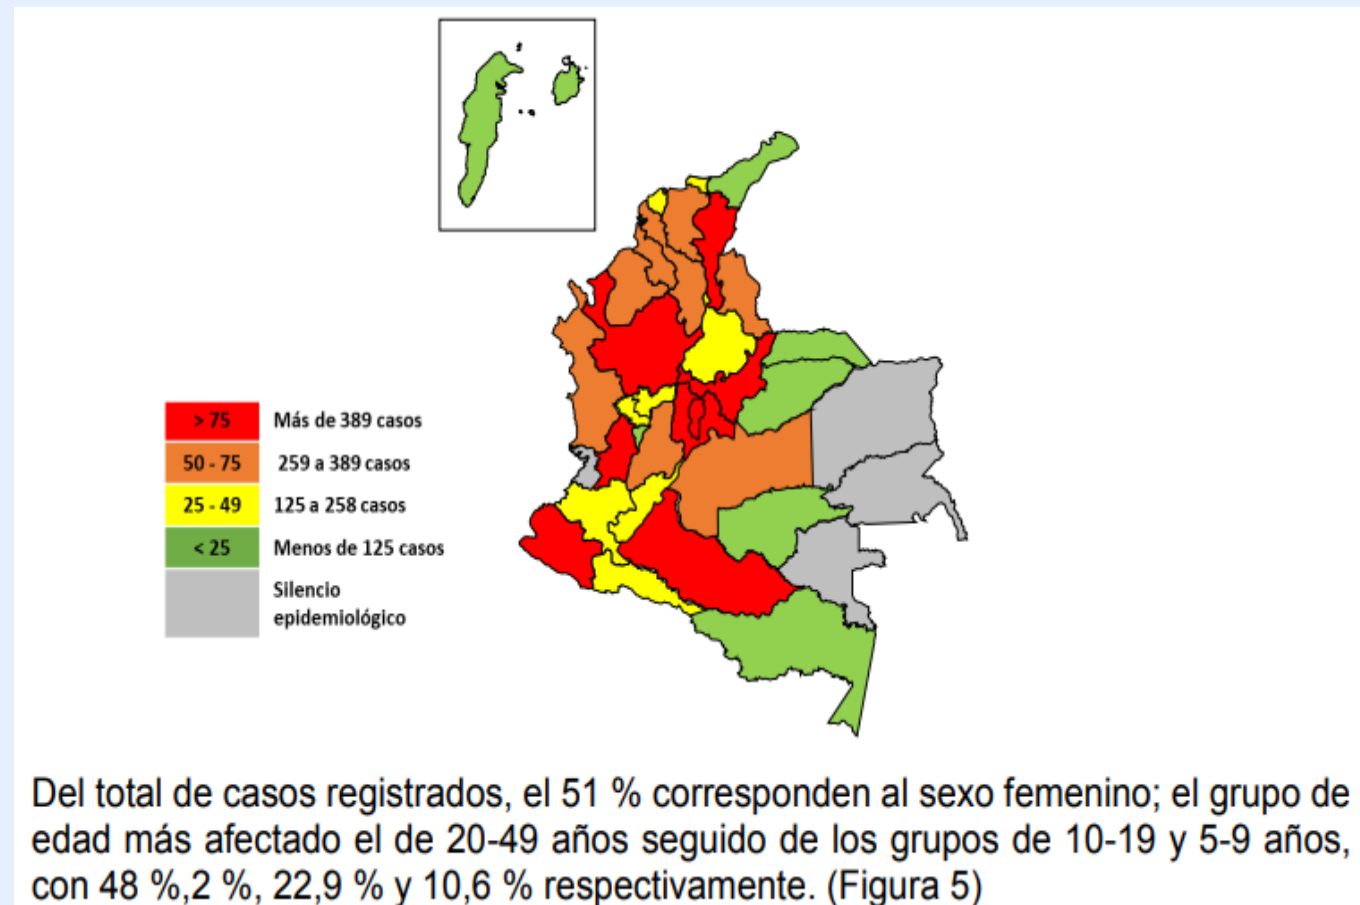 > 75 Más de 389 casos
50 - 75 259 a 389 casos
25 - 49 125 a 258 casos
< 25 Menos de 125 casos
Silencio
epidemiológico
Del total de casos registrados, el 51 % corresponden al sexo femenino; el grupo de
edad más afectado el de 20-49 años seguido de los grupos de 10-19 y 5-9 años,
con 48 %,2 %, 22,9 % y 10,6 % respectivamente. (Figura 5)